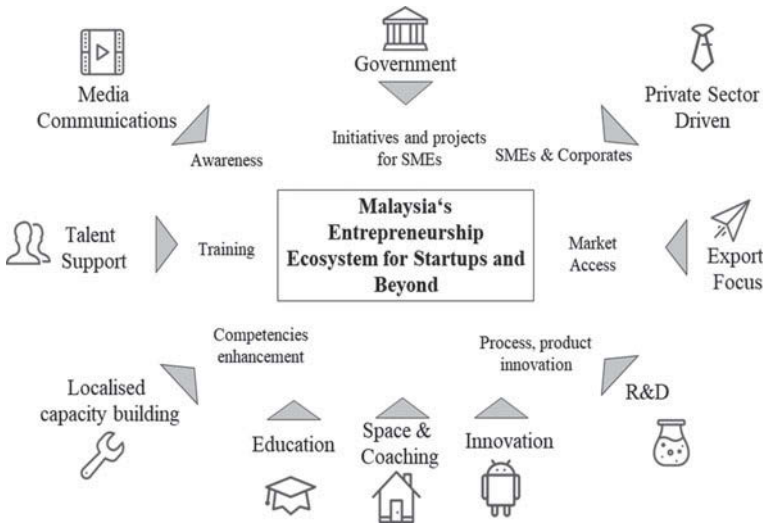 Government
Media
Communications
Private Sector
Driven
Initiatives and projects
for SMEs
Awareness
SMEs & Corporates
Malaysia‘s
Entrepreneurship
Ecosystem for Startups and
Beyond
Talent
Support
Training
Market
Access
Export
Focus
Competencies
enhancement
Process, product
innovation
Localised
capacity building
R&D
Education
Space &
Coaching
Innovation